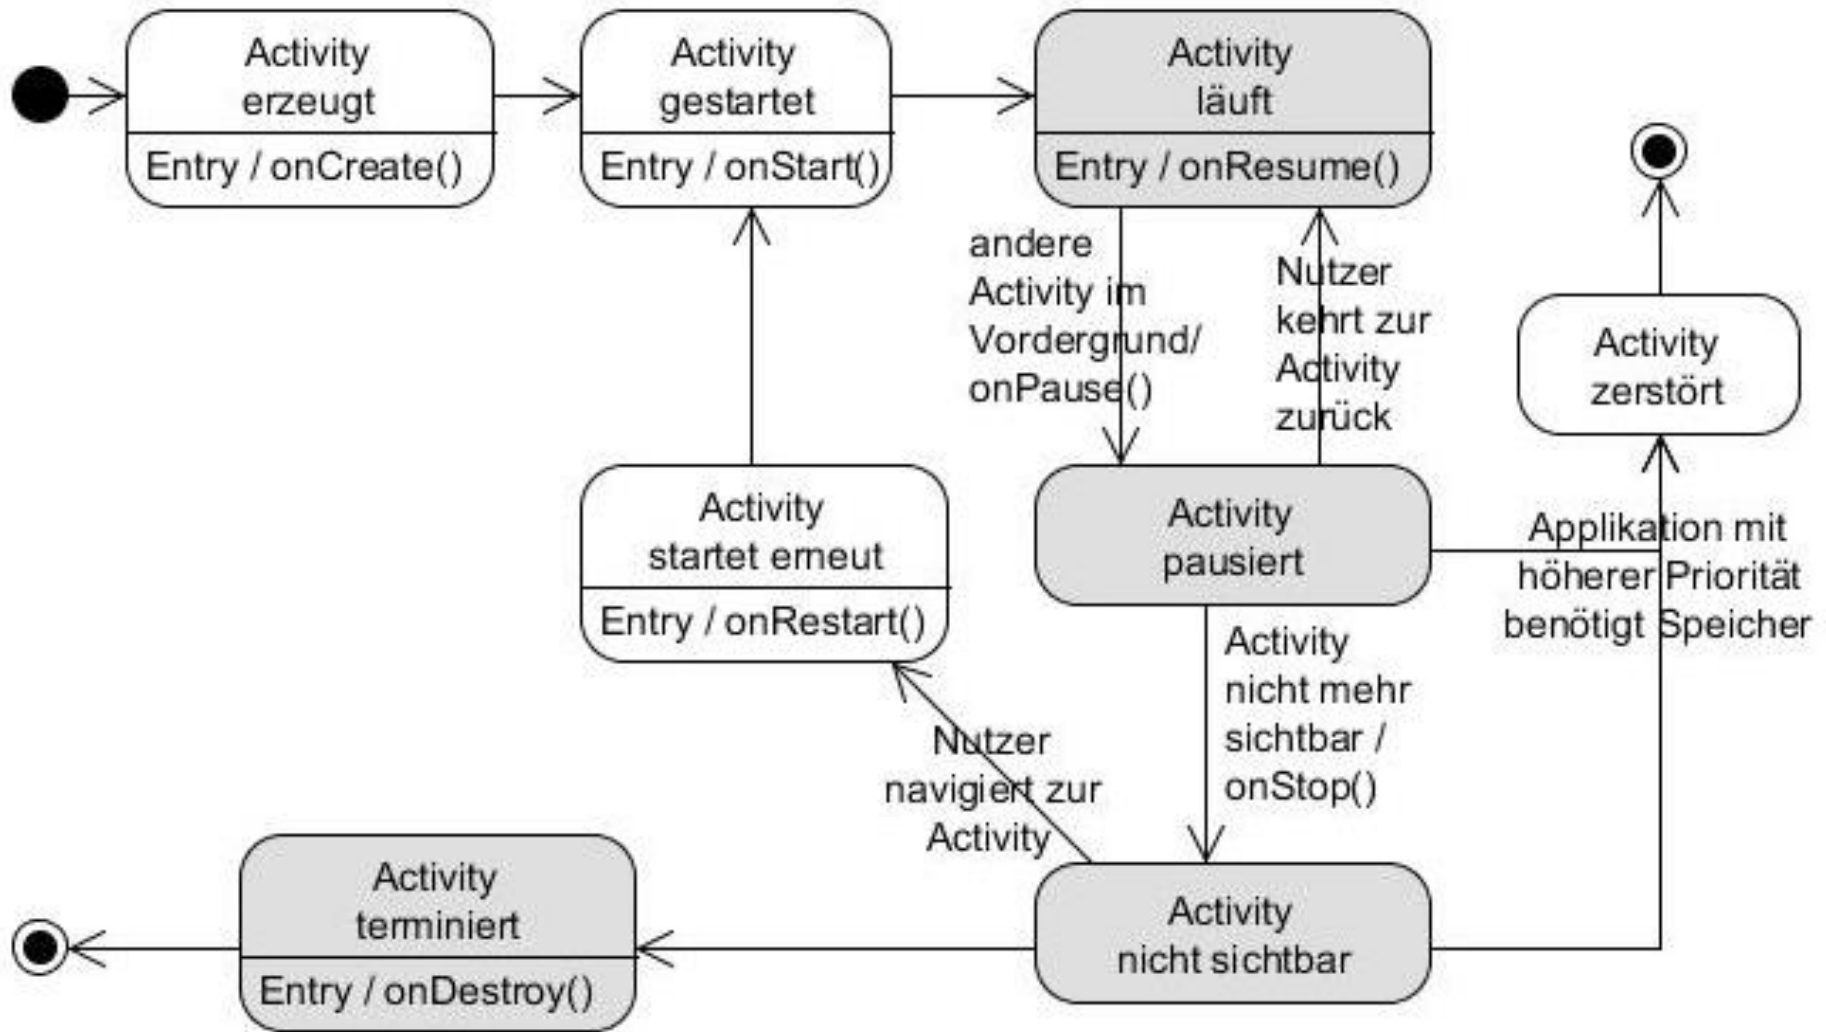 Activity
erzeugt
Entry / onCreate()
Activity
gestartet
Entry / onStart()
Activity
läuft
Entry / onResume()
andere
Activity im
Vordergrund/
onPause()
Nutzer
kehrt zur
Activity
zurück
Activity
zerstört
Activity
startet erneut
Entry / onRestart()
Activity
pausiert
Applikation mit
höherer Priorität
benötigt Speicher
Activity
nicht mehr
sichtbar /
onStop()
Nutzer
navigiert zur
Activity
Activity
terminiert
Entry / onDestroy()
Activity
nicht sichtbar